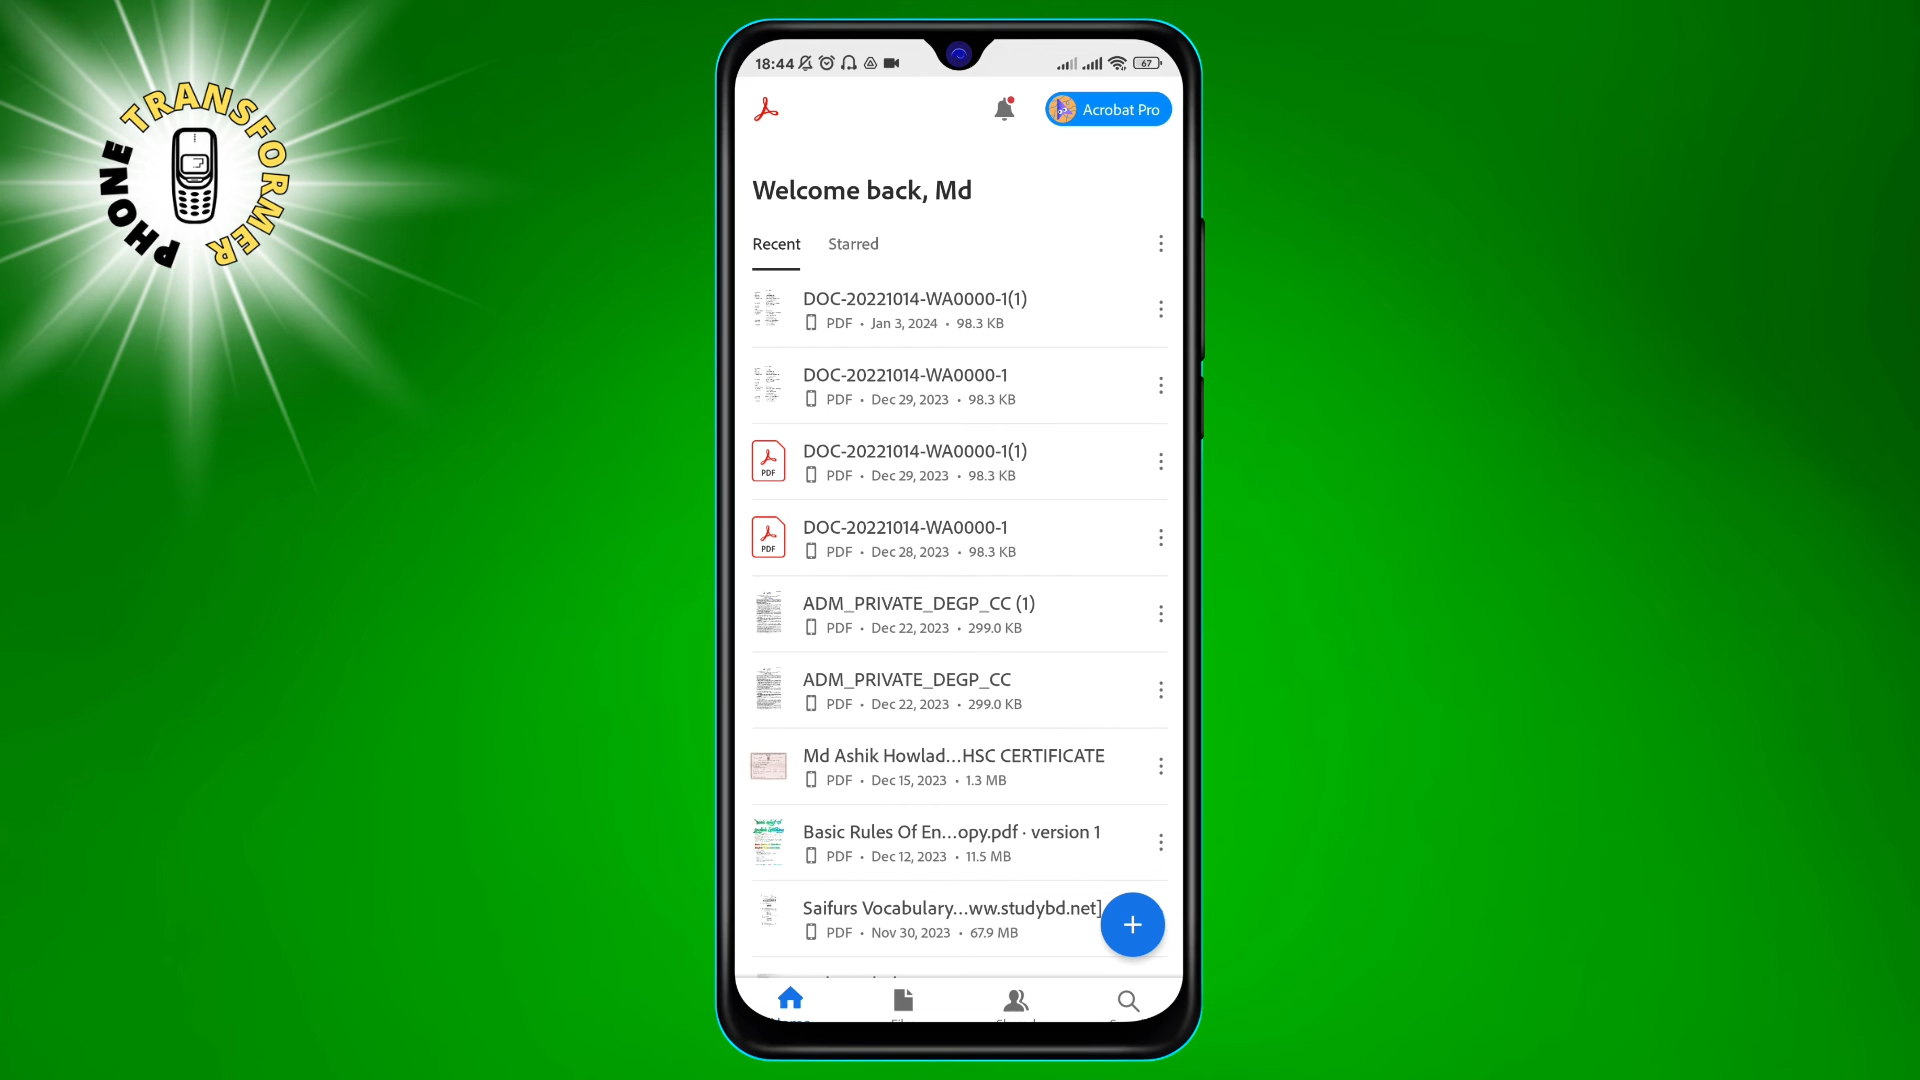 PHONE TRANSFORMER
18:44
67
Acrobat Pro
Welcome back, Md
Recent
Starred
DOC-20221014-WA0000-1(1)
PDF • Jan 3, 2024 • 98.3 KB
DOC-20221014-WA0000-1
PDF • Dec 29, 2023 • 98.3 KB
PDF
DOC-20221014-WA0000-1(1)
PDF • Dec 29, 2023 • 98.3 KB
PDF
DOC-20221014-WA0000-1
PDF • Dec 28, 2023 • 98.3 KB
ADM_PRIVATE_DEGP_CC (1)
PDF • Dec 22, 2023 • 299.0 KB
ADM_PRIVATE_DEGP_CC
PDF • Dec 22, 2023 • 299.0 KB
Md Ashik Howlad...HSC CERTIFICATE
PDF • Dec 15, 2023 • 1.3 MB
Basic Rules Of En...opy.pdf · version 1
PDF • Dec 12, 2023 • 11.5 MB
Saifurs Vocabulary...ww.studybd.net]
PDF • Nov 30, 2023 • 67.9 MB